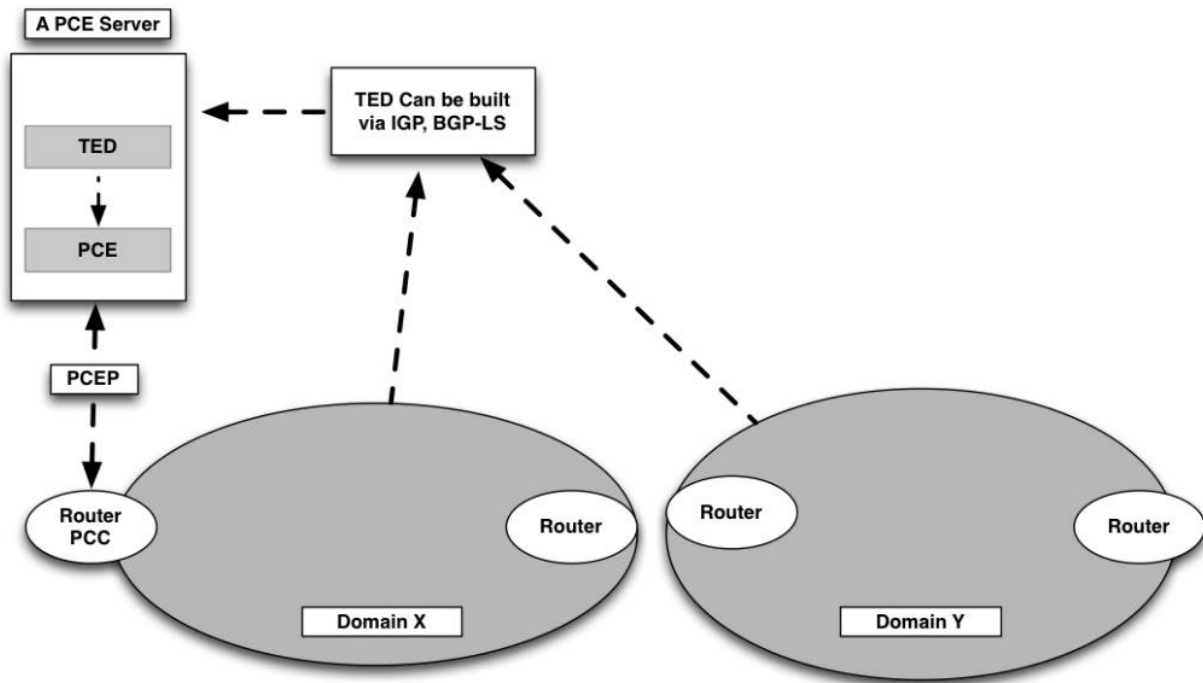 A PCE Server
TED Can be built
via IGP, BGP-LS
TED
PCE
PCEP
Router
PCC
Router
Router
Router
Domain X
Domain Y